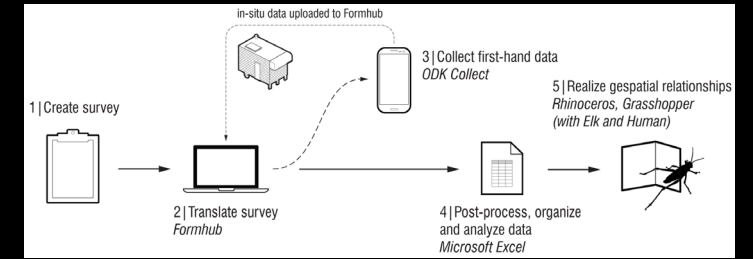 in-situ data uploaded to Formhub
1|Create survey
2|Translate survey
Formhub
3|Collect first-hand data
ODK Collect
4|Post-process, organize
and analyze data
Microsoft Excel
5|Realize gespatial relationships
Rhinoceros, Grasshopper
(with Elk and Human)